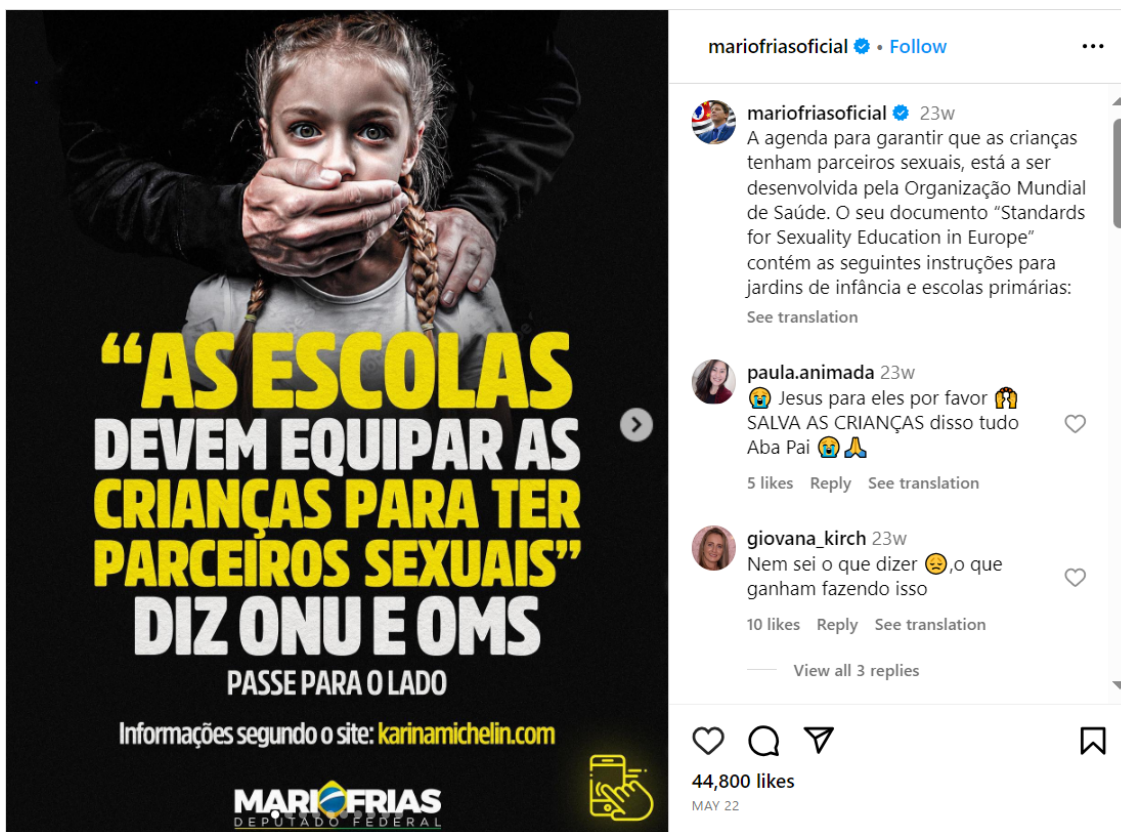 “AS ESCOLAS
DEVEM EQUIPAR AS
CRIANÇAS PARA TER
PARCEIROS SEXUAIS”
DIZ ONU E OMS
PASSE PARA O LADO
Informações segundo o site: karinamichelin.com
MARIO FRIAS
DEPUTADO FEDERAL
mariofriasoficial • Follow
mariofriasoficial 23w
A agenda para garantir que as crianças
tenham parceiros sexuais, está a ser
desenvolvida pela Organização Mundial
de Saúde. O seu documento “Standards
for Sexuality Education in Europe”
contém as seguintes instruções para
jardins de infância e escolas primárias:
See translation
paula.animada 23w
😭 Jesus para eles por favor 🙌
SALVA AS CRIANÇAS disso tudo
Aba Pai 😭🙏
5 likes Reply See translation
giovana_kirch 23w
Nem sei o que dizer 😞,o que
ganham fazendo isso
10 likes Reply See translation
View all 3 replies
44,800 likes
MAY 22